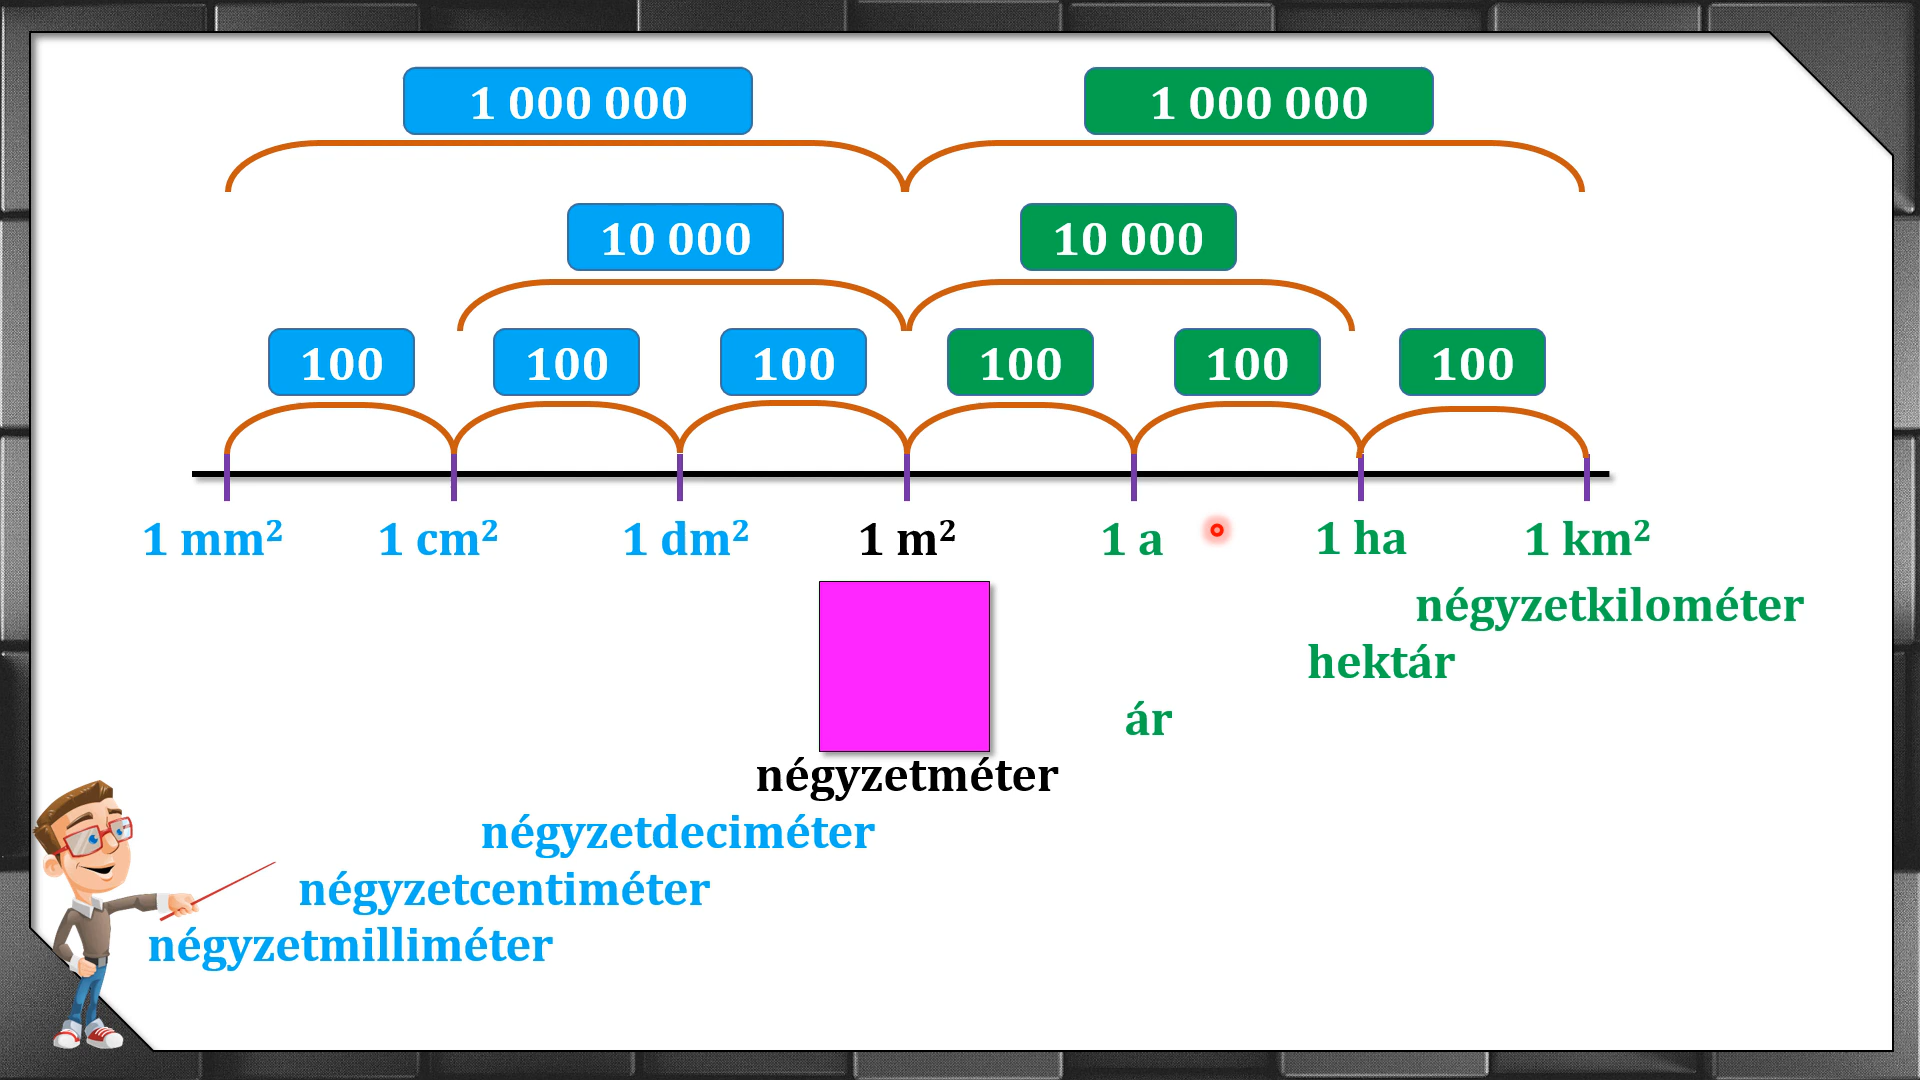 1 000 000 1 000 000
10 000 10 000
100 100 100 100 100 100
1 mm² 1 cm² 1 dm² 1 m² 1 a 1 ha 1 km²
négyzetkilométer
hektár
ár
négyzetméter
négyzetdeciméter
négyzetcentiméter
négyzetmilliméter